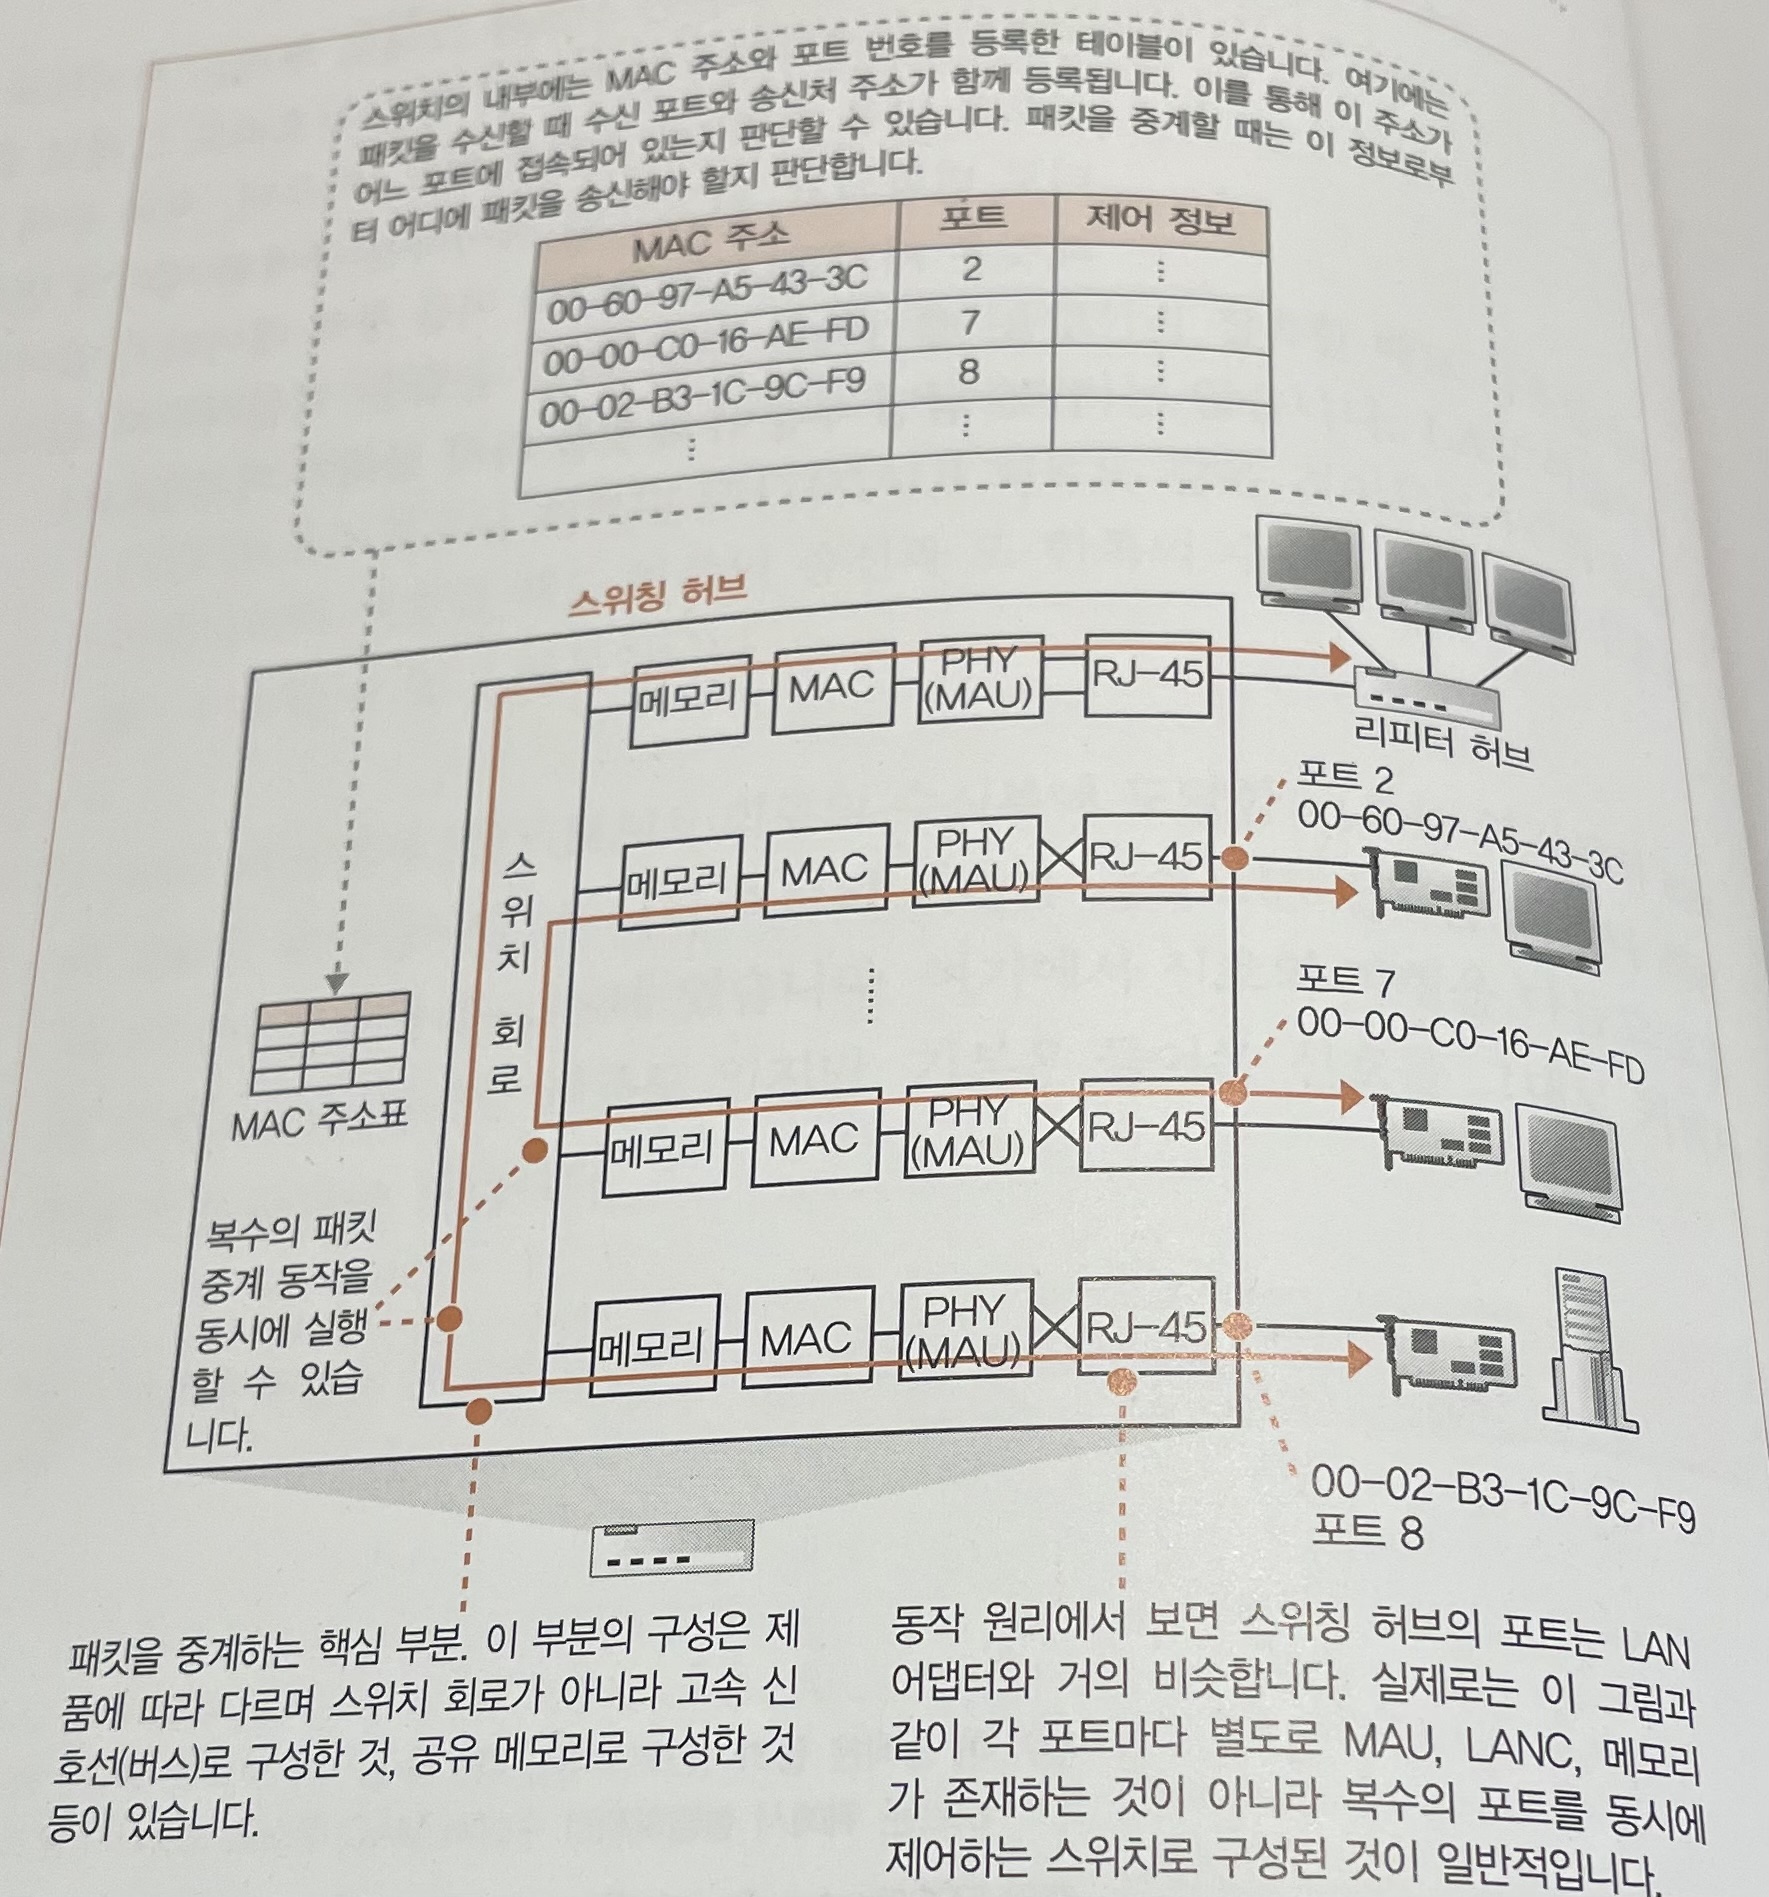 스위치의 내부에는 MAC 주소와 포트 번호를 등록한 테이블이 있습니다. 여기에는
패킷을 수신할 때 수신 포트와 송신처 주소가 함께 등록됩니다. 이를 통해 이 주소가
어느 포트에 접속되어 있는지 판단할 수 있습니다. 패킷을 중계할 때는 이 정보로부
터 어디에 패킷을 송신해야 할지 판단합니다.
MAC 주소 포트 제어 정보
00-60-97-A5-43-3C 2 ⋮
00-00-C0-16-AE-FD 7 ⋮
00-02-B3-1C-9C-F9 8 ⋮
⋮ ⋮ ⋮
스위칭 허브
메모리 MAC PHY (MAU) RJ-45
리피터 허브
포트 2
00-60-97-A5-43-3C
메모리 MAC PHY (MAU) RJ-45
스위치 회로
포트 7
00-00-C0-16-AE-FD
MAC 주소표
메모리 MAC PHY (MAU) RJ-45
복수의 패킷
중계 동작을
동시에 실행
할 수 있습
니다.
메모리 MAC PHY (MAU) RJ-45
00-02-B3-1C-9C-F9
포트 8
패킷을 중계하는 핵심 부분. 이 부분의 구성은 제
품에 따라 다르며 스위치 회로가 아니라 고속 신
호선(버스)로 구성한 것, 공유 메모리로 구성한 것
등이 있습니다.
동작 원리에서 보면 스위칭 허브의 포트는 LAN
어댑터와 거의 비슷합니다. 실제로는 이 그림과
같이 각 포트마다 별도로 MAU, LANC, 메모리
가 존재하는 것이 아니라 복수의 포트를 동시에
제어하는 스위치로 구성된 것이 일반적입니다.